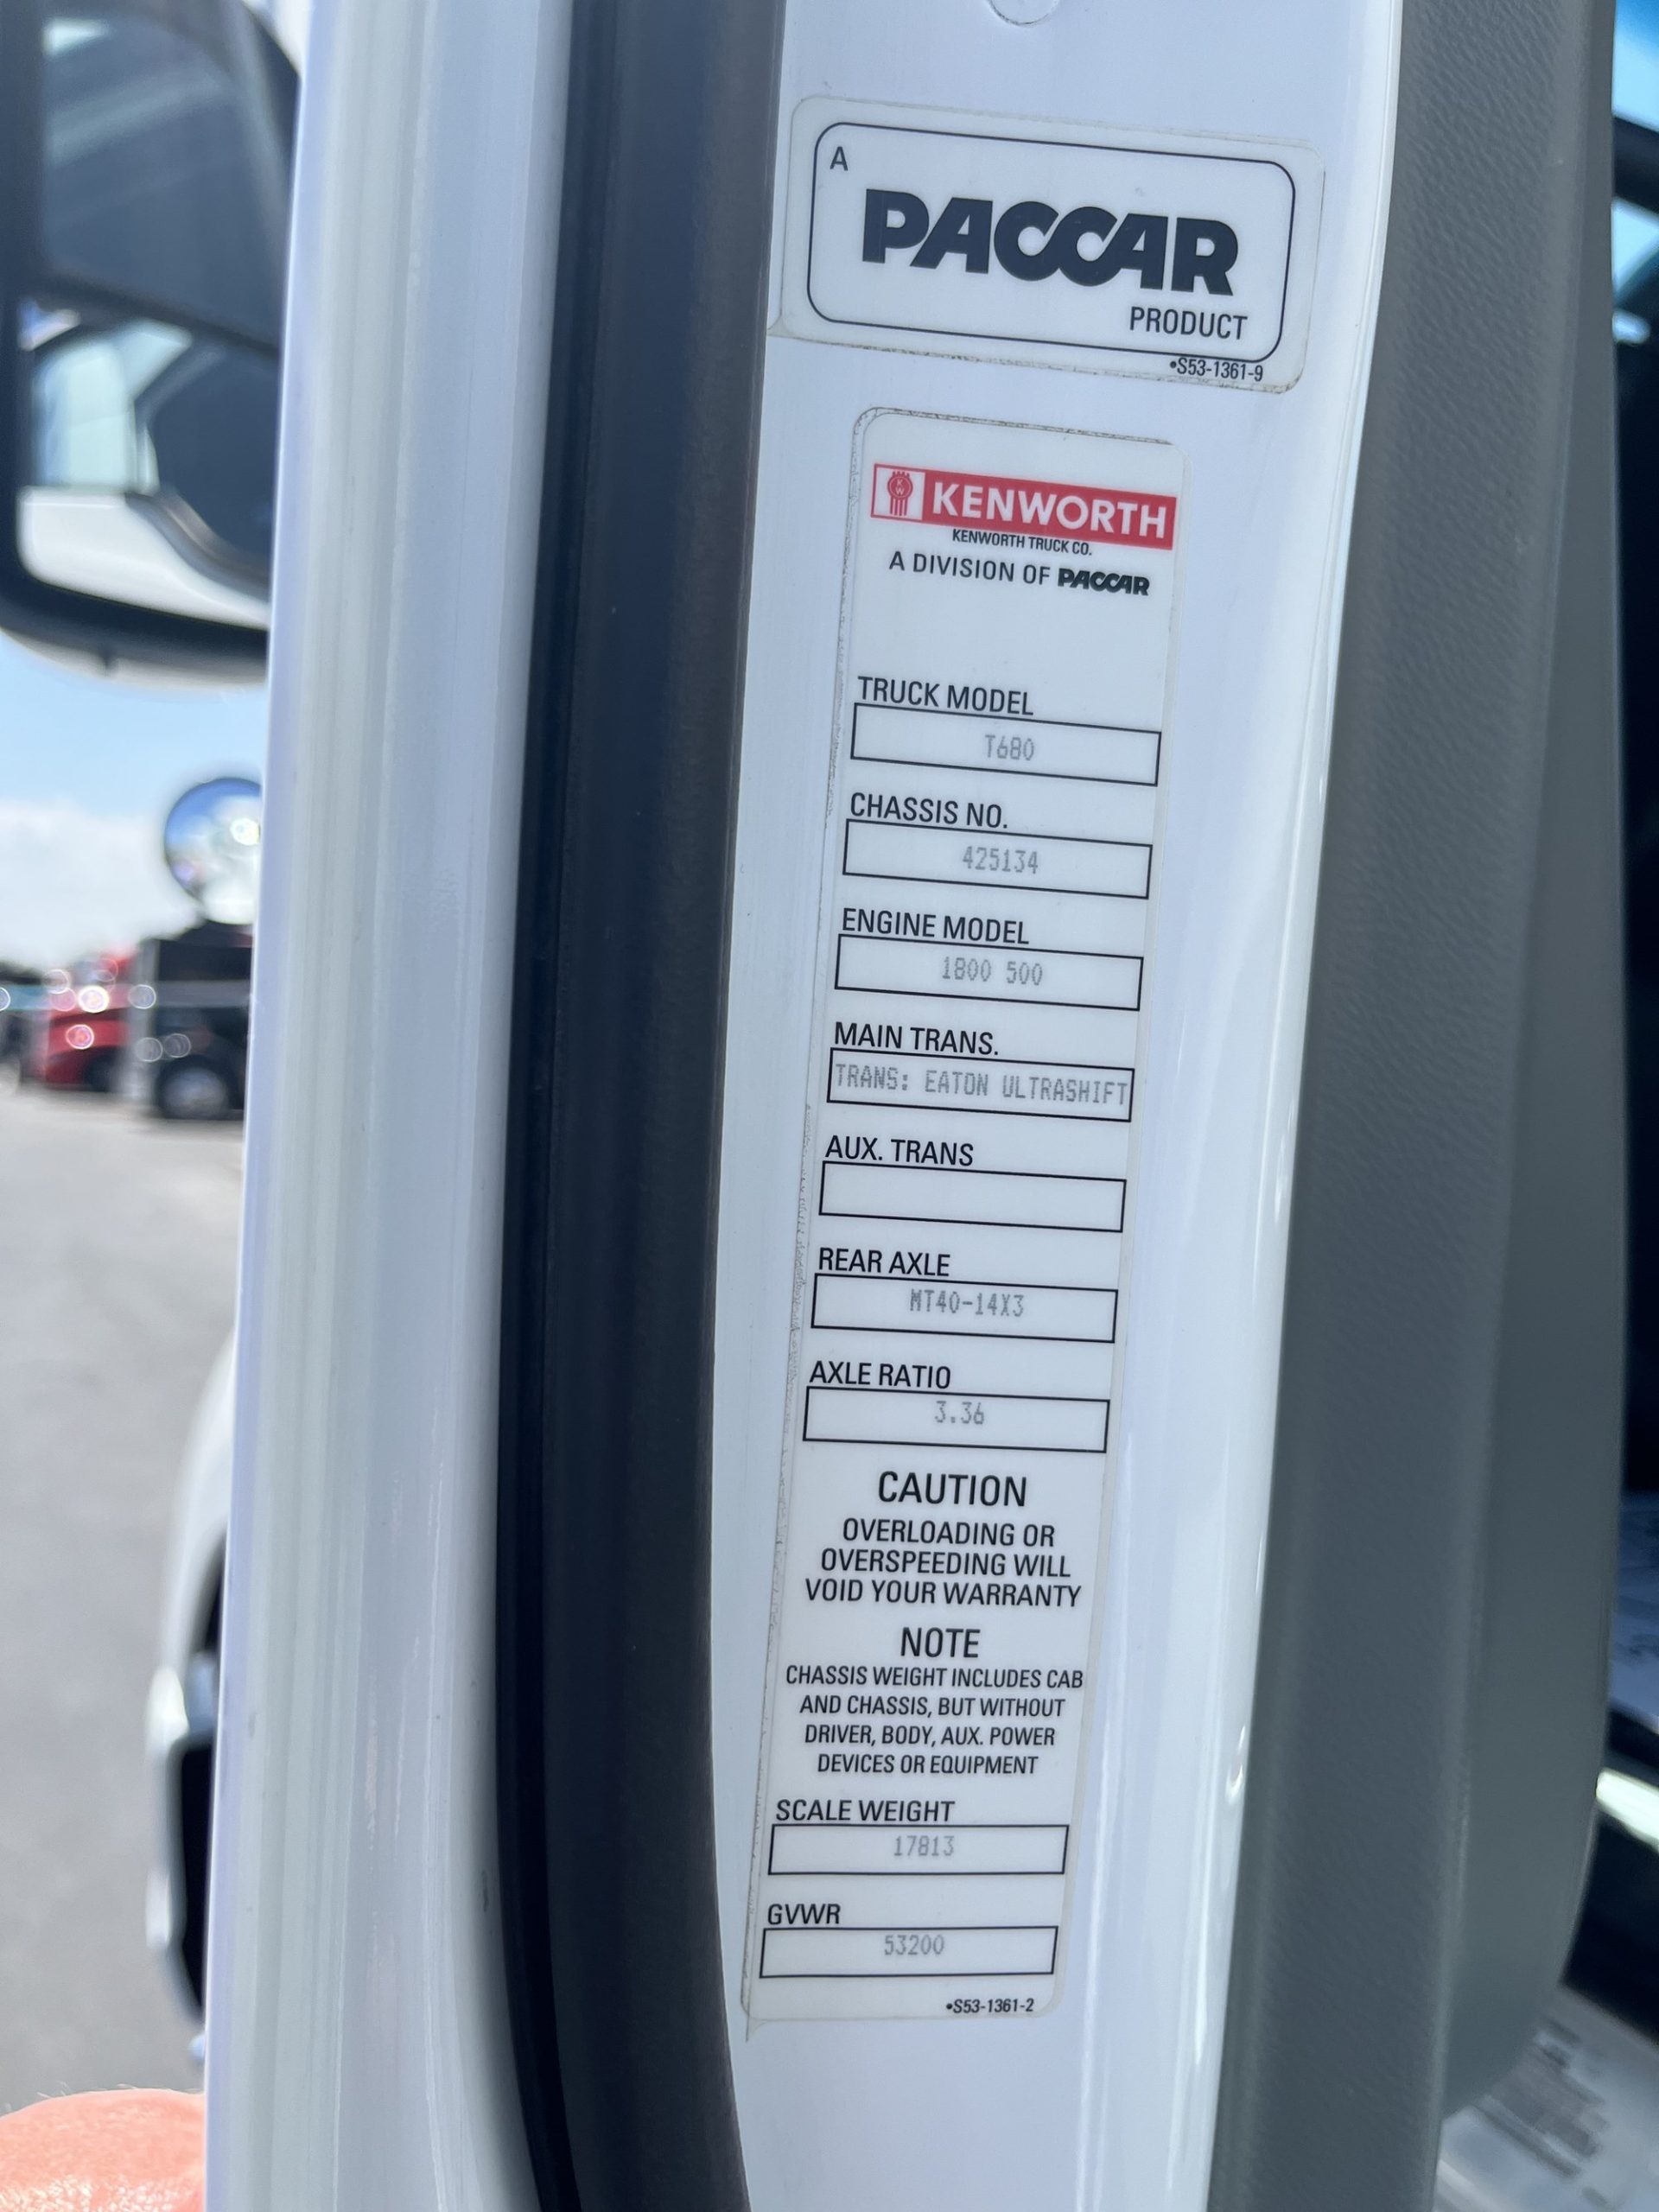 A
PACCAR
PRODUCT
•S53-1361-9
KW
KENWORTH
KENWORTH TRUCK CO.
A DIVISION OF PACCAR
TRUCK MODEL
T680
CHASSIS NO.
425134
ENGINE MODEL
1800 500
MAIN TRANS.
TRANS: EATON ULTRASHIFT
AUX. TRANS
REAR AXLE
MT40-14X3
AXLE RATIO
3.36
CAUTION
OVERLOADING OR
OVERSPEEDING WILL
VOID YOUR WARRANTY
NOTE
CHASSIS WEIGHT INCLUDES CAB
AND CHASSIS, BUT WITHOUT
DRIVER, BODY, AUX. POWER
DEVICES OR EQUIPMENT
SCALE WEIGHT
17813
GVWR
53200
•S53-1361-2